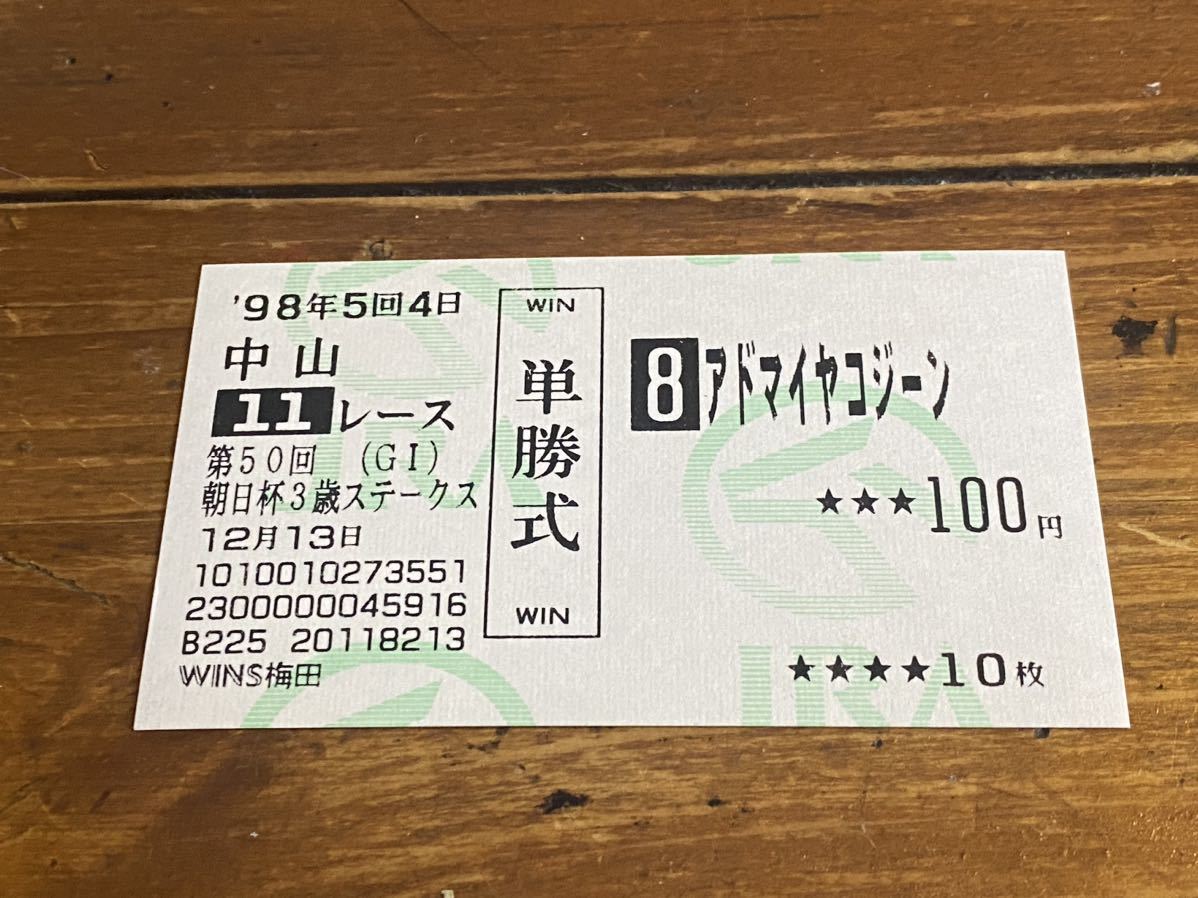 '98年5回4日
中山
11レース
第50回 (GI)
朝日杯3歳ステークス
12月13日
1010010273551
2300000045916
B225 20118213
WINS梅田
WIN
単勝式
WIN
8アドマイヤコジーン
★★★100円
★★★★10枚
JRA